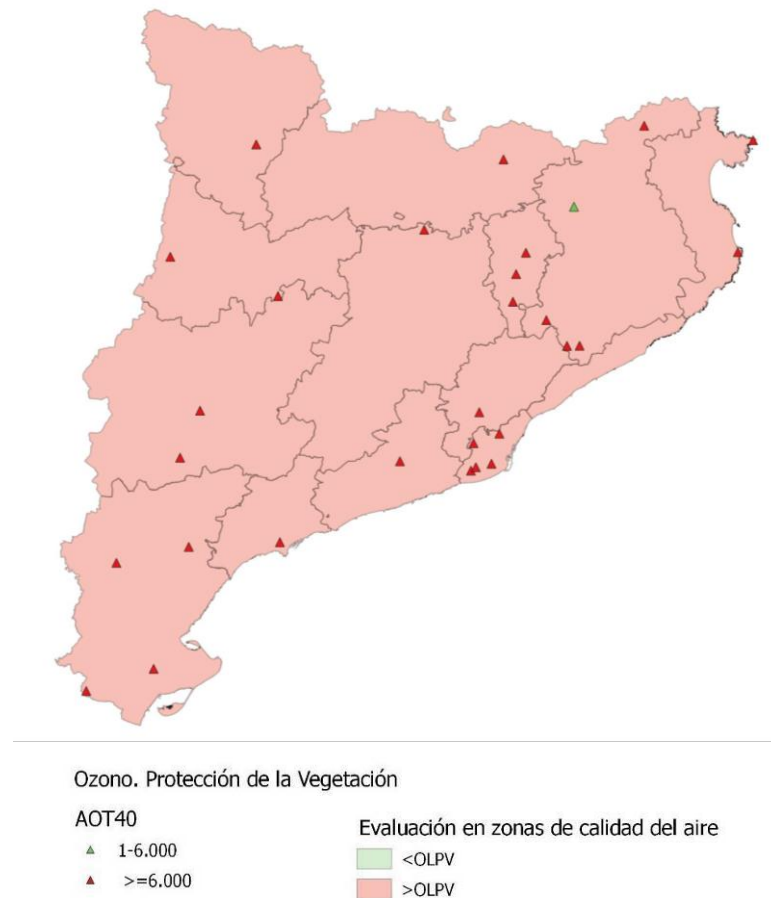 Ozono. Protección de la Vegetación
AOT40
1-6.000
>=6.000
Evaluación en zonas de calidad del aire
<OLPV
>OLPV